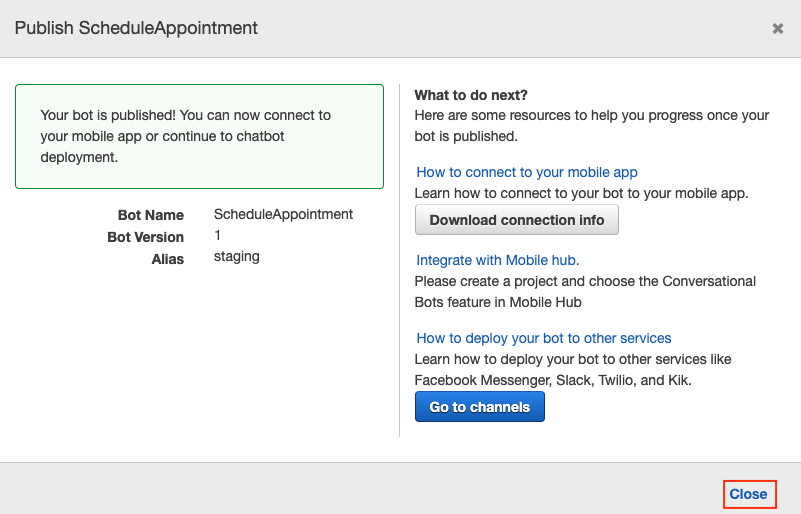 Publish ScheduleAppointment
✖
Your bot is published! You can now connect to
your mobile app or continue to chatbot
deployment.
Bot Name ScheduleAppointment
Bot Version 1
Alias staging
What to do next?
Here are some resources to help you progress once your
bot is published.
How to connect to your mobile app
Learn how to connect to your bot to your mobile app.
Download connection info
Integrate with Mobile hub.
Please create a project and choose the Conversational
Bots feature in Mobile Hub
How to deploy your bot to other services
Learn how to deploy your bot to other services like
Facebook Messenger, Slack, Twilio, and Kik.
Go to channels
Close